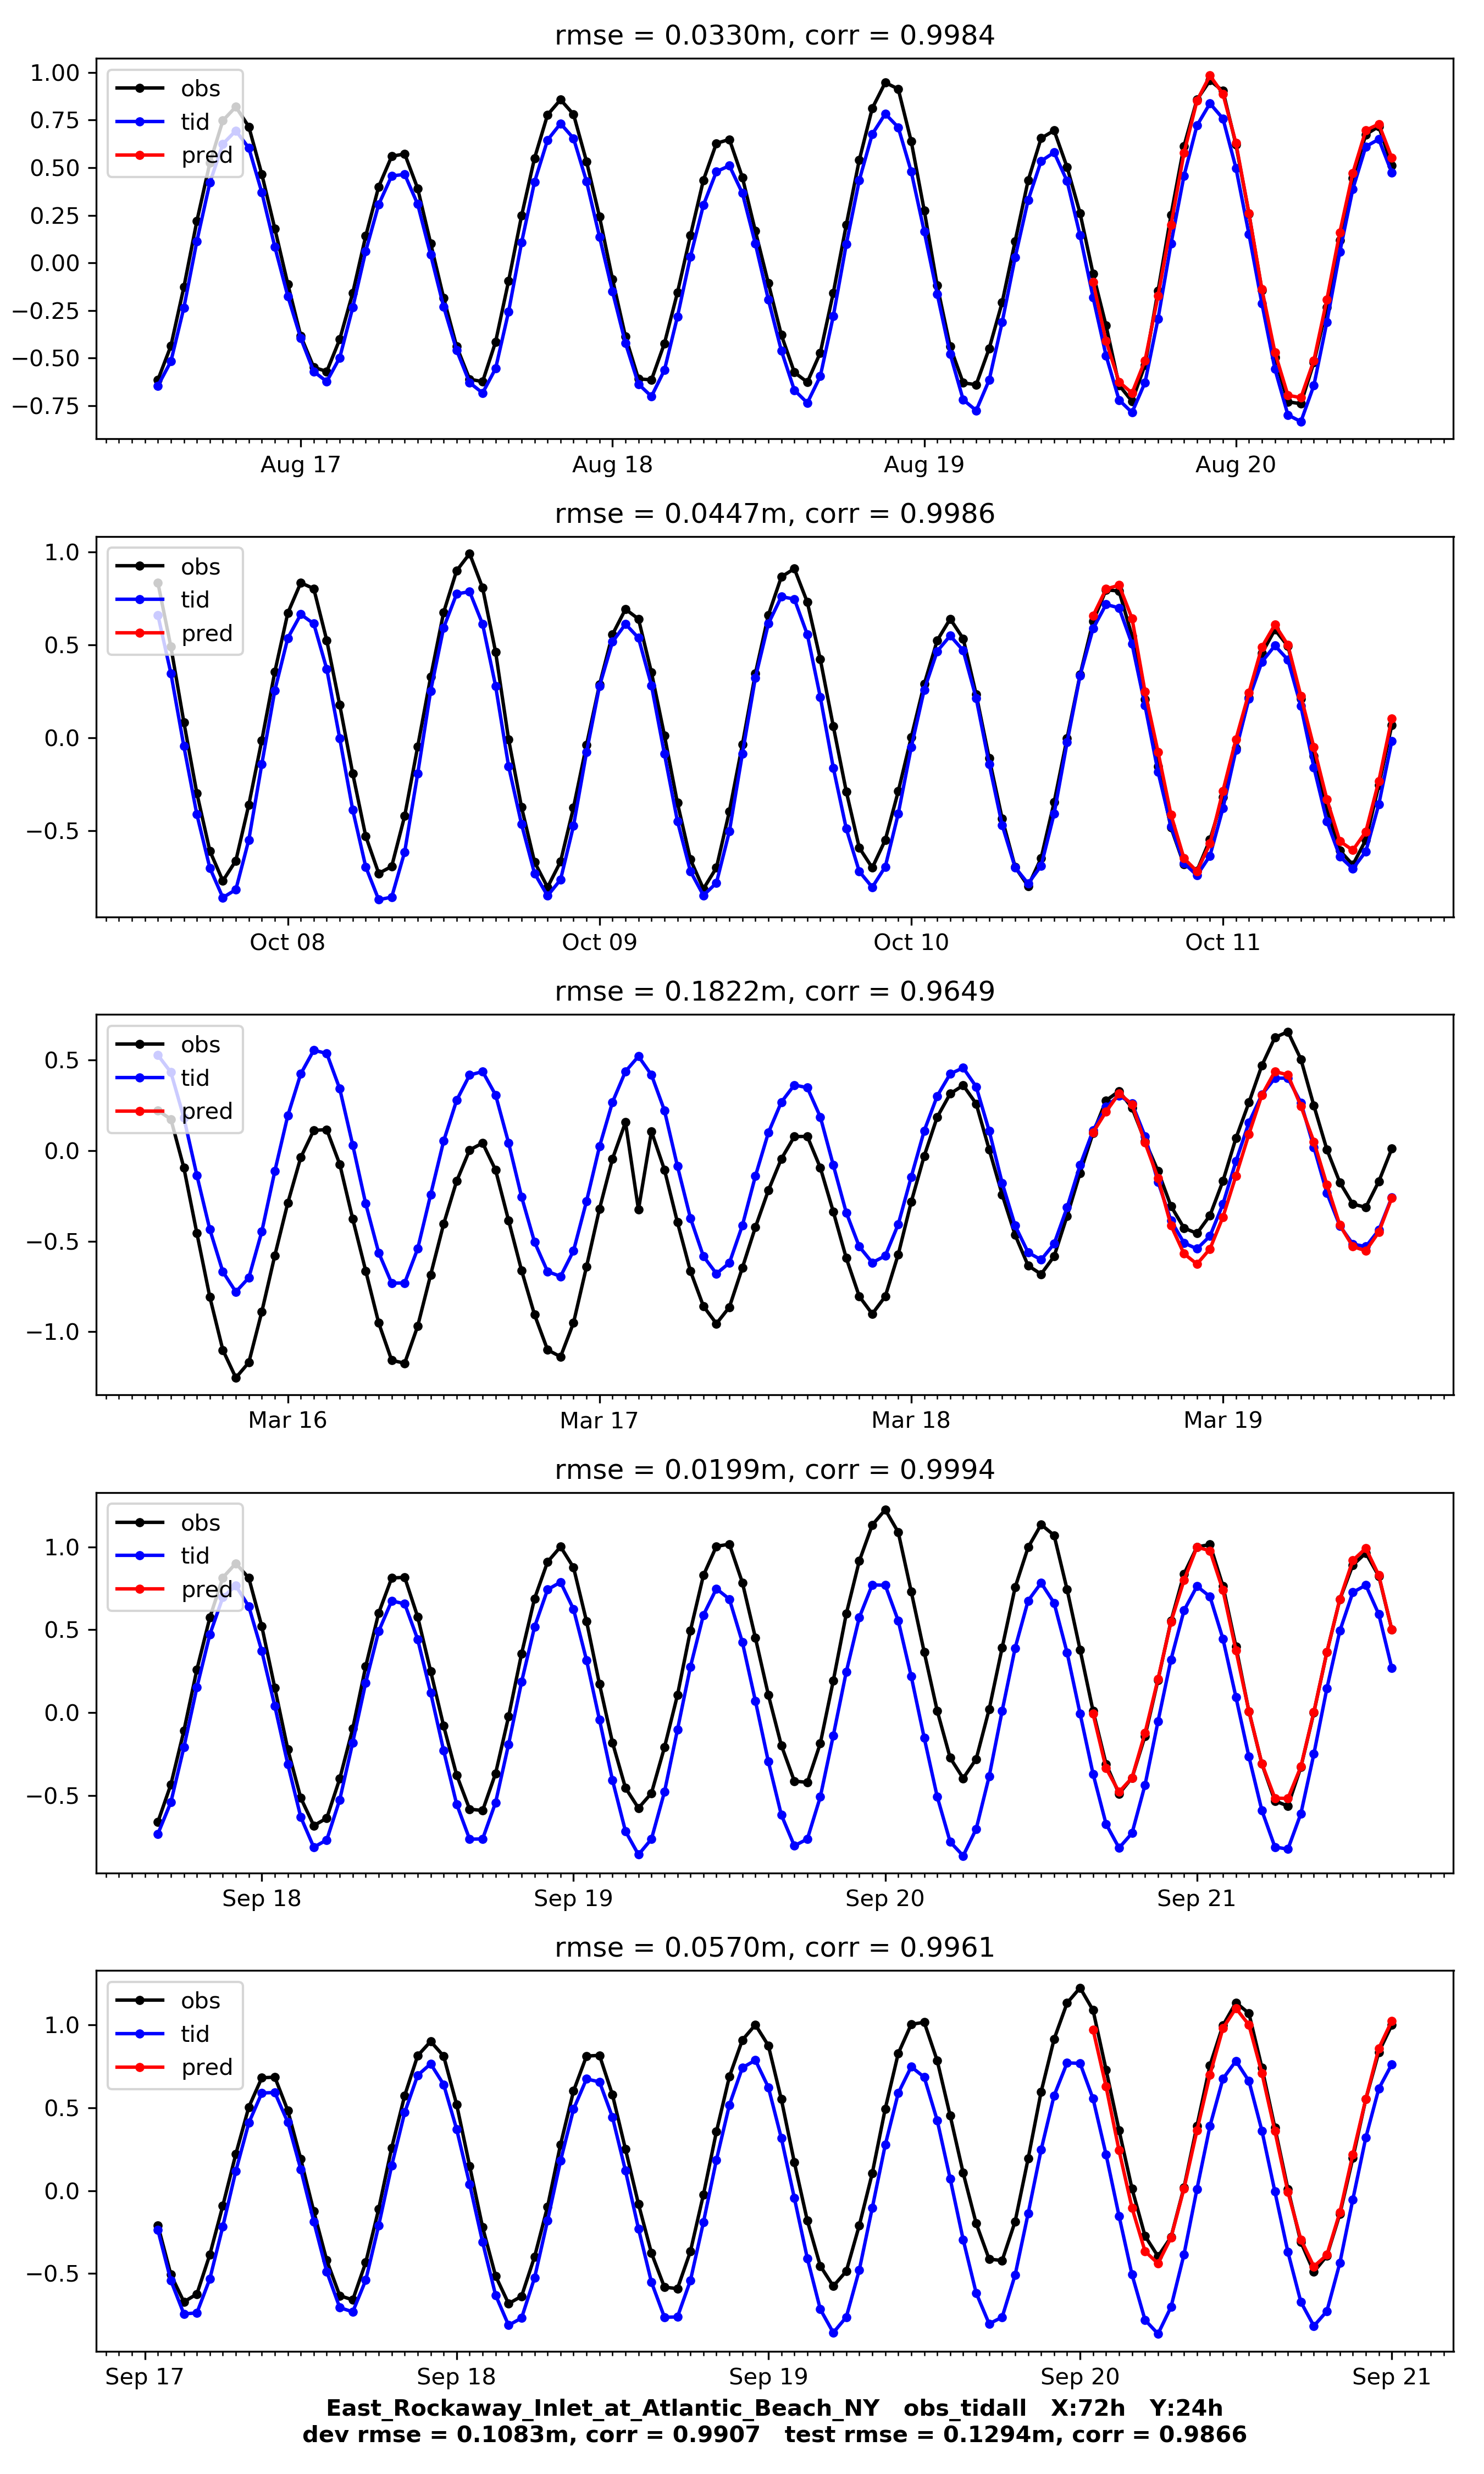 rmse = 0.0330m, corr = 0.9984
1.00
0.75
0.50
0.25
0.00
−0.25
−0.50
−0.75
obs
tid
pred
Aug 17 Aug 18 Aug 19 Aug 20
rmse = 0.0447m, corr = 0.9986
1.0
0.5
0.0
−0.5
obs
tid
pred
Oct 08 Oct 09 Oct 10 Oct 11
rmse = 0.1822m, corr = 0.9649
0.5
0.0
−0.5
−1.0
obs
tid
pred
Mar 16 Mar 17 Mar 18 Mar 19
rmse = 0.0199m, corr = 0.9994
1.0
0.5
0.0
−0.5
obs
tid
pred
Sep 18 Sep 19 Sep 20 Sep 21
rmse = 0.0570m, corr = 0.9961
1.0
0.5
0.0
−0.5
obs
tid
pred
Sep 17 Sep 18 Sep 19 Sep 20 Sep 21
East_Rockaway_Inlet_at_Atlantic_Beach_NY obs_tidall X:72h Y:24h
dev rmse = 0.1083m, corr = 0.9907 test rmse = 0.1294m, corr = 0.9866